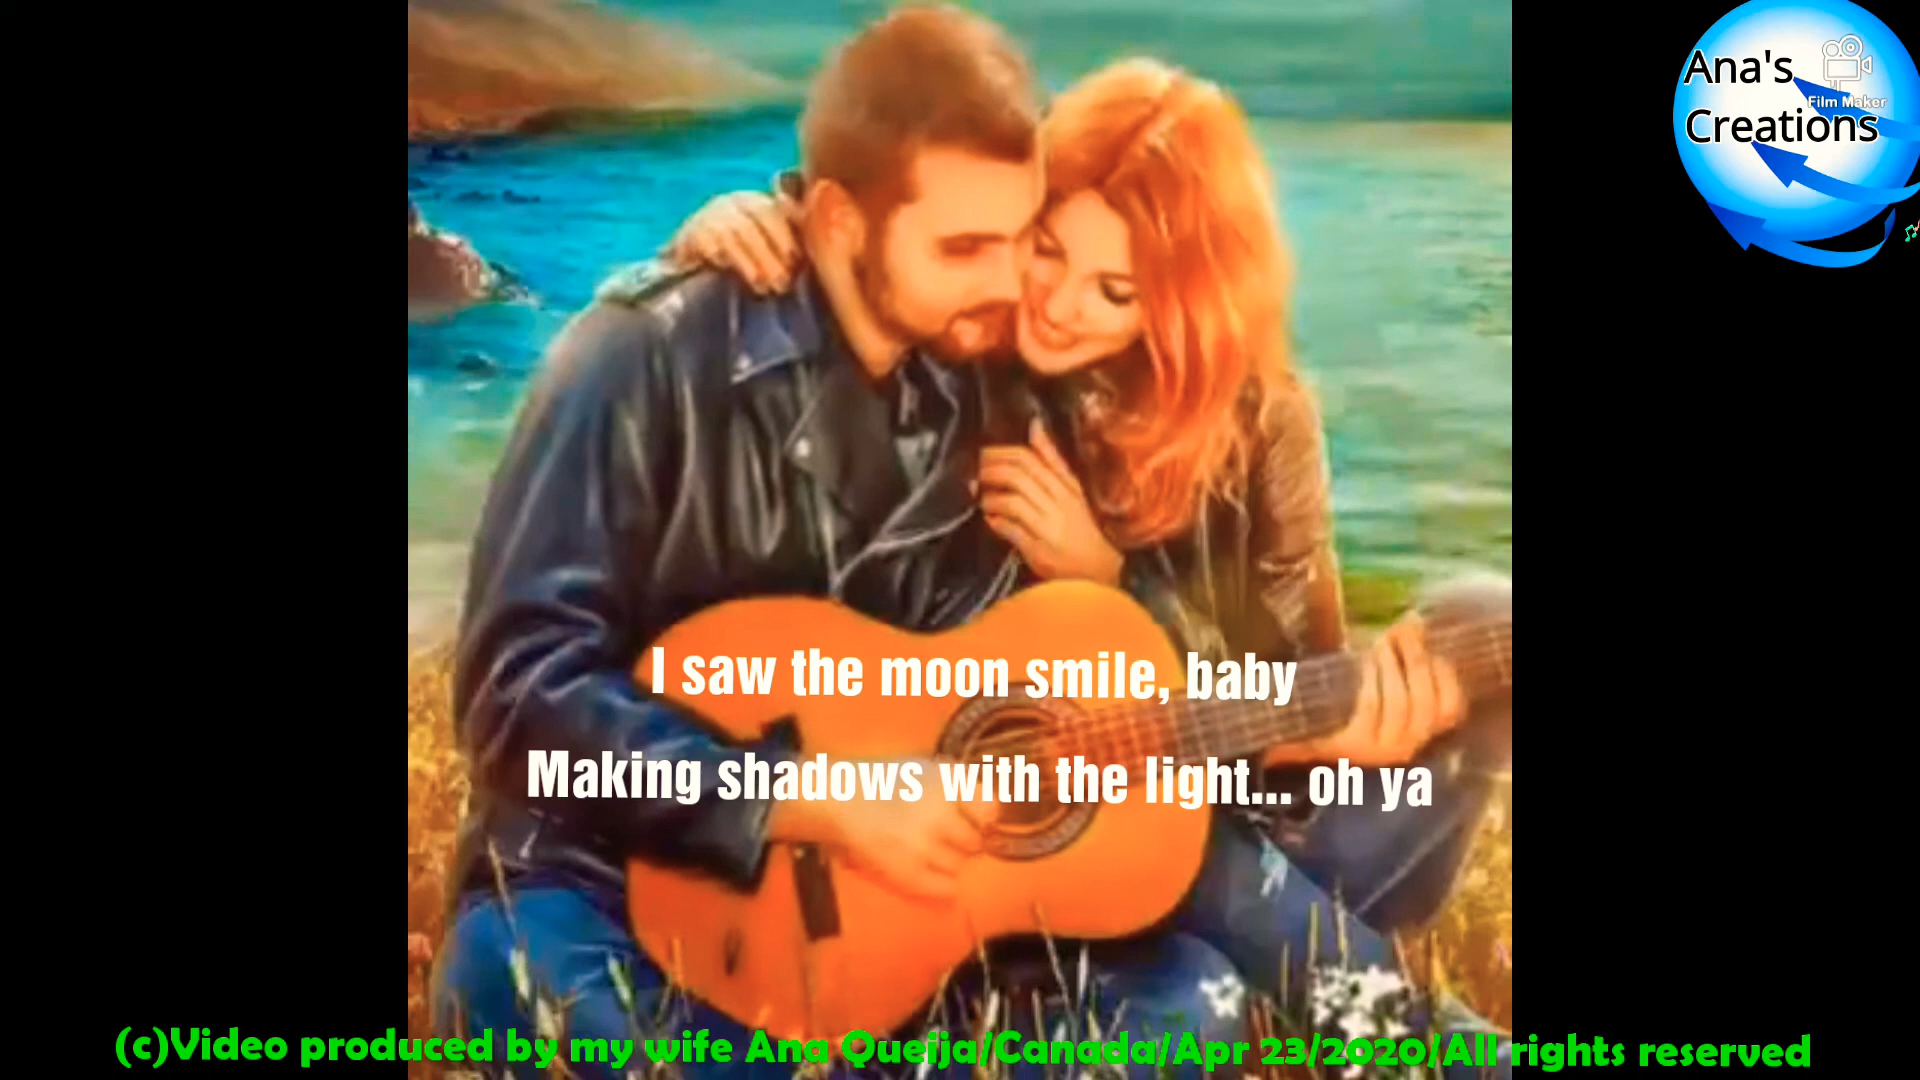 Ana's
Film Maker
Creations
I saw the moon smile, baby
Making shadows with the light... oh ya
(c)Video produced by my wife Ana Queija/Canada/Apr 23/2020/All rights reserved